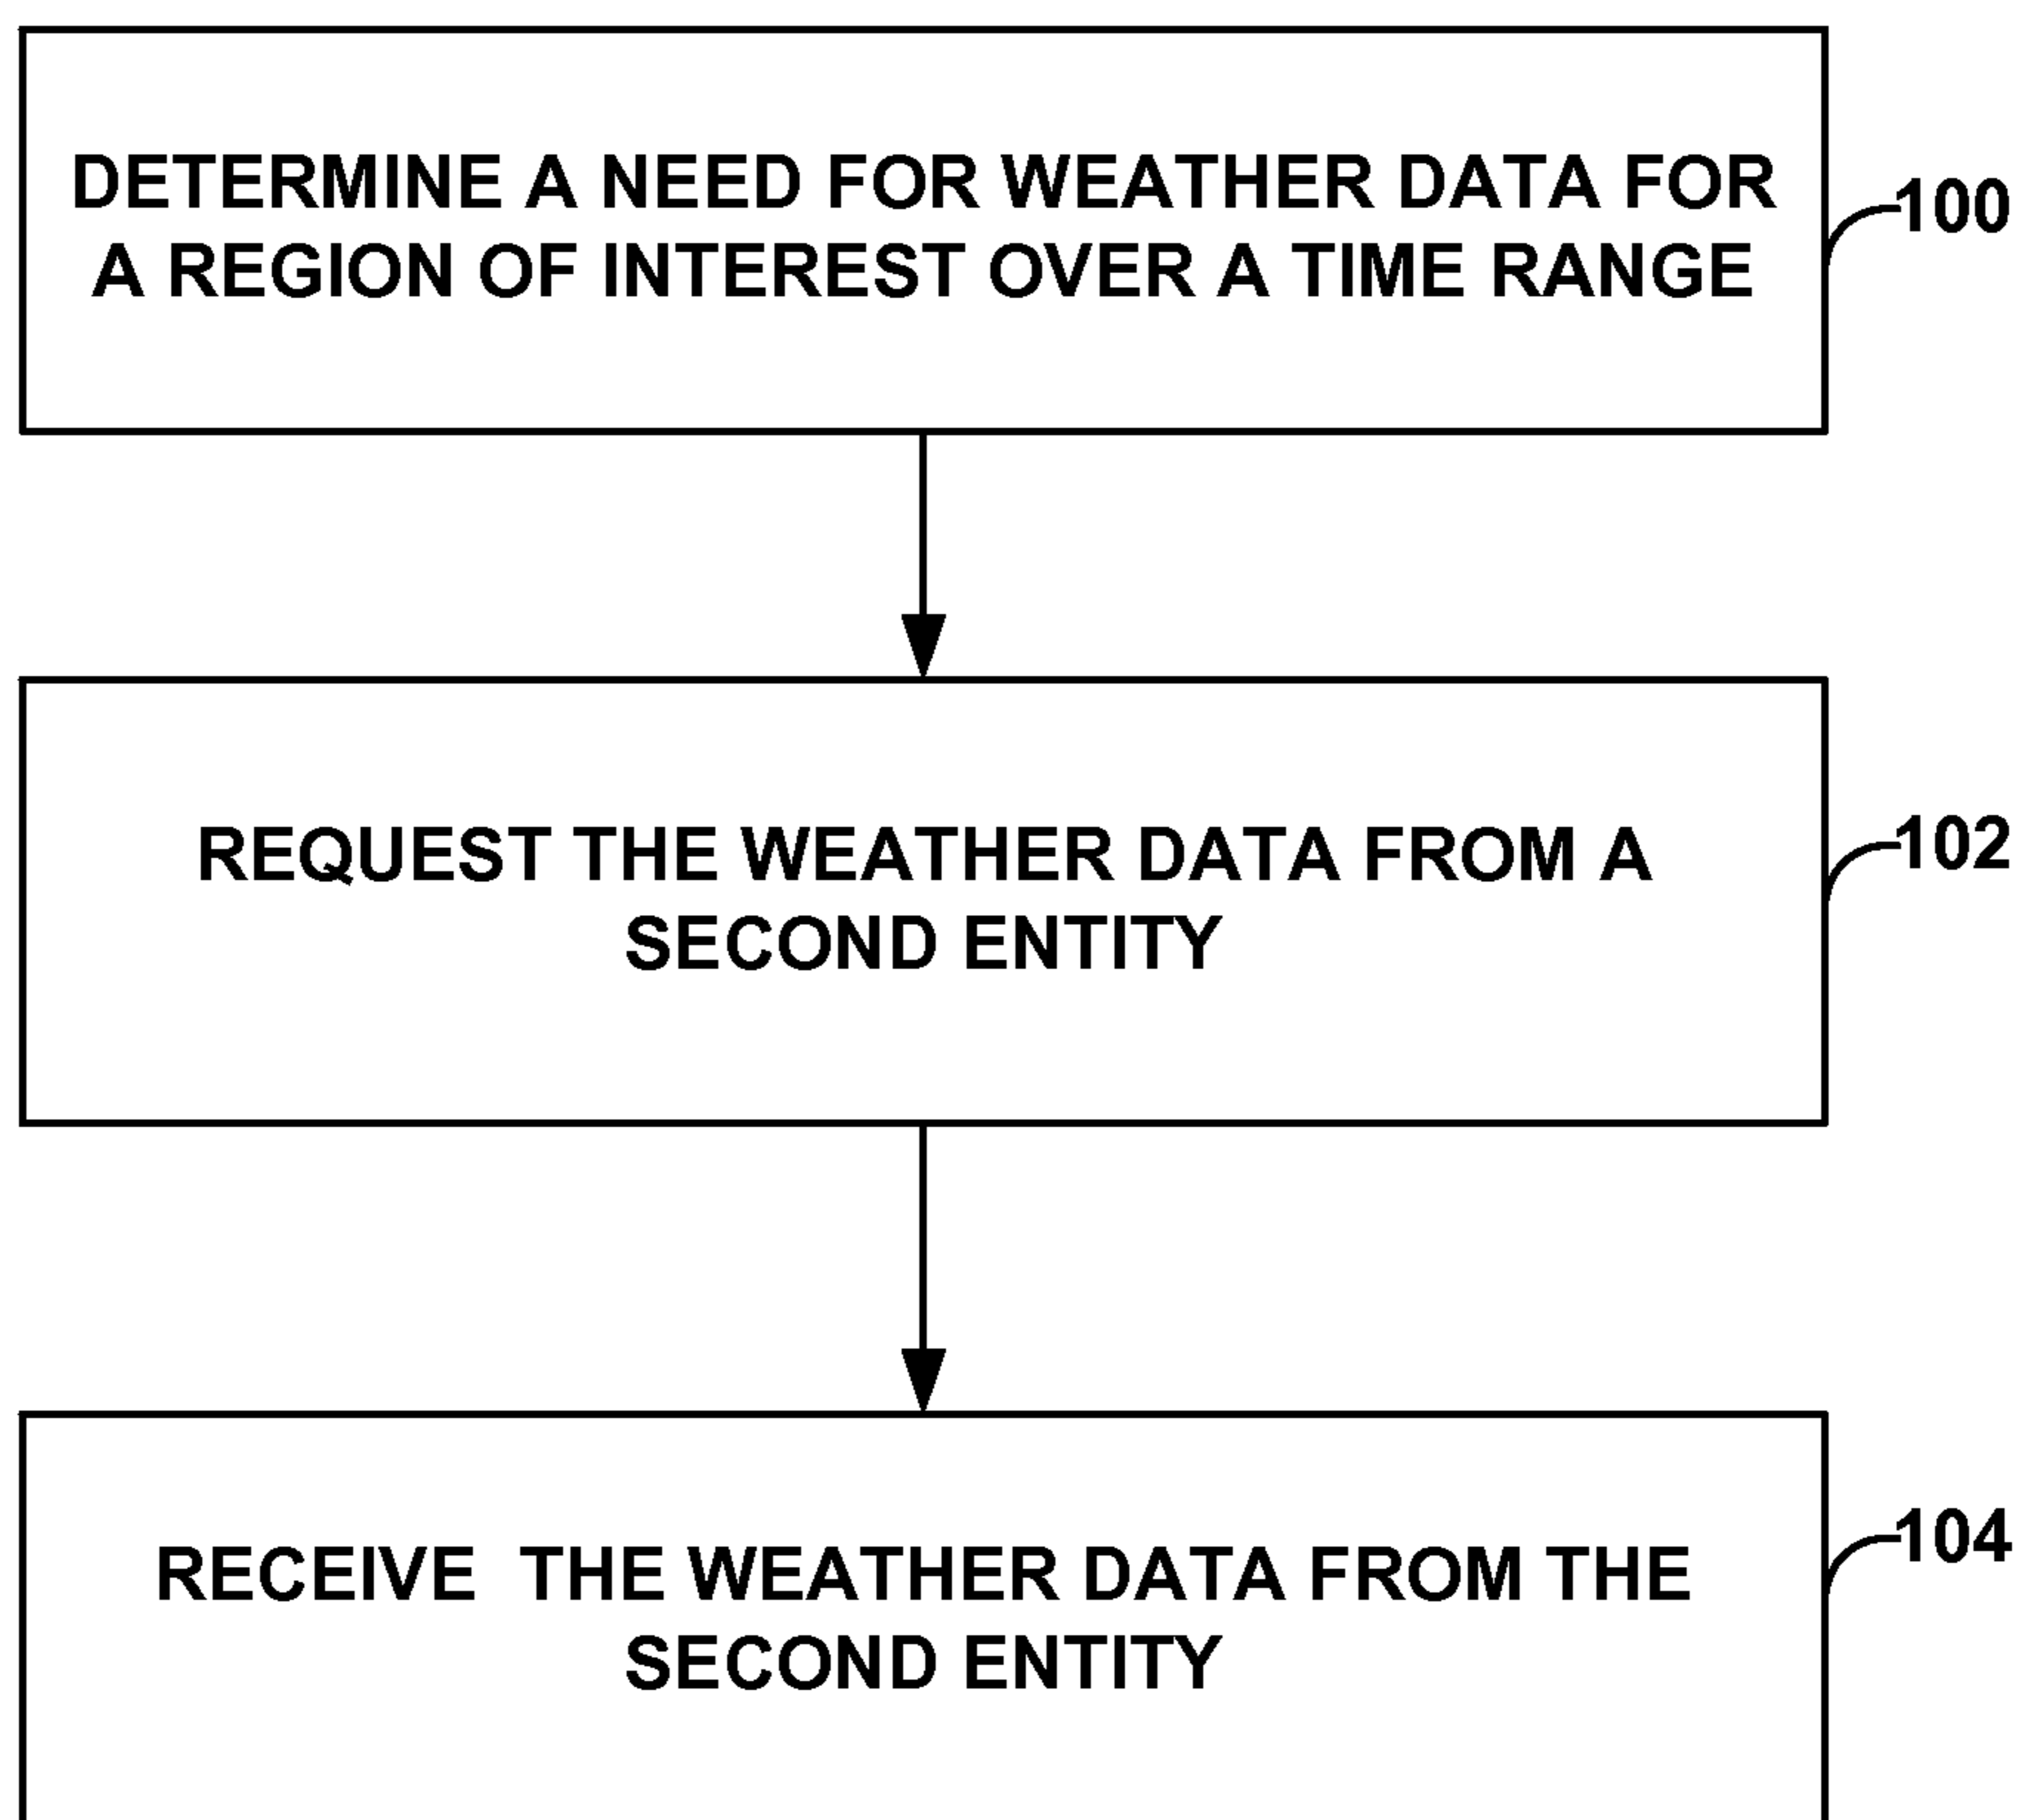 DETERMINE A NEED FOR WEATHER DATA FOR
A REGION OF INTEREST OVER A TIME RANGE
100
REQUEST THE WEATHER DATA FROM A
SECOND ENTITY
102
RECEIVE THE WEATHER DATA FROM THE
SECOND ENTITY
104